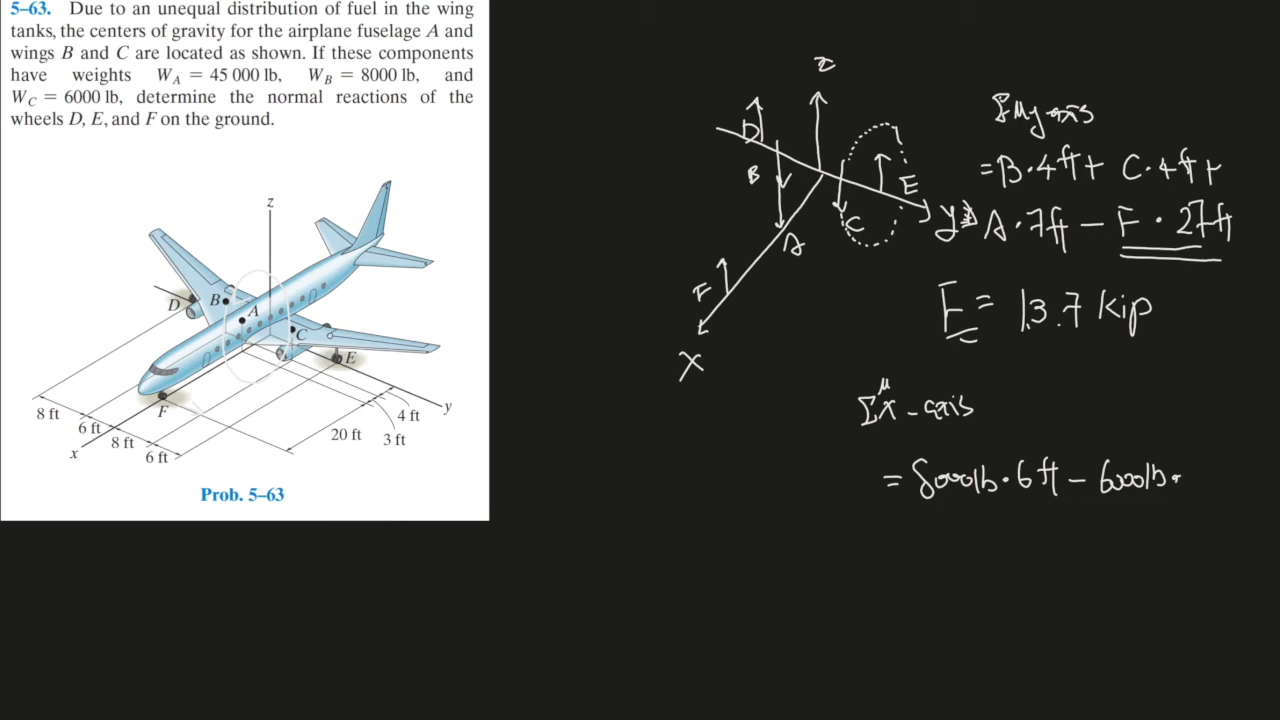 5–63. Due to an unequal distribution of fuel in the wing
tanks, the centers of gravity for the airplane fuselage A and
wings B and C are located as shown. If these components
have weights W_A = 45 000 lb, W_B = 8000 lb, and
W_C = 6000 lb, determine the normal reactions of the
wheels D, E, and F on the ground.
z
D
B
A
C
E
F
8 ft
6 ft
8 ft
6 ft
x
20 ft
3 ft
4 ft
y
Prob. 5–63
z
D
B
E
C
y
A
F
X
ΣMy axis
= B·4ft + C·4ft +
A·7ft − F·27ft
F = 13.7 kip
ΣMx - axis
= 8000lb·6ft − 6000lb·